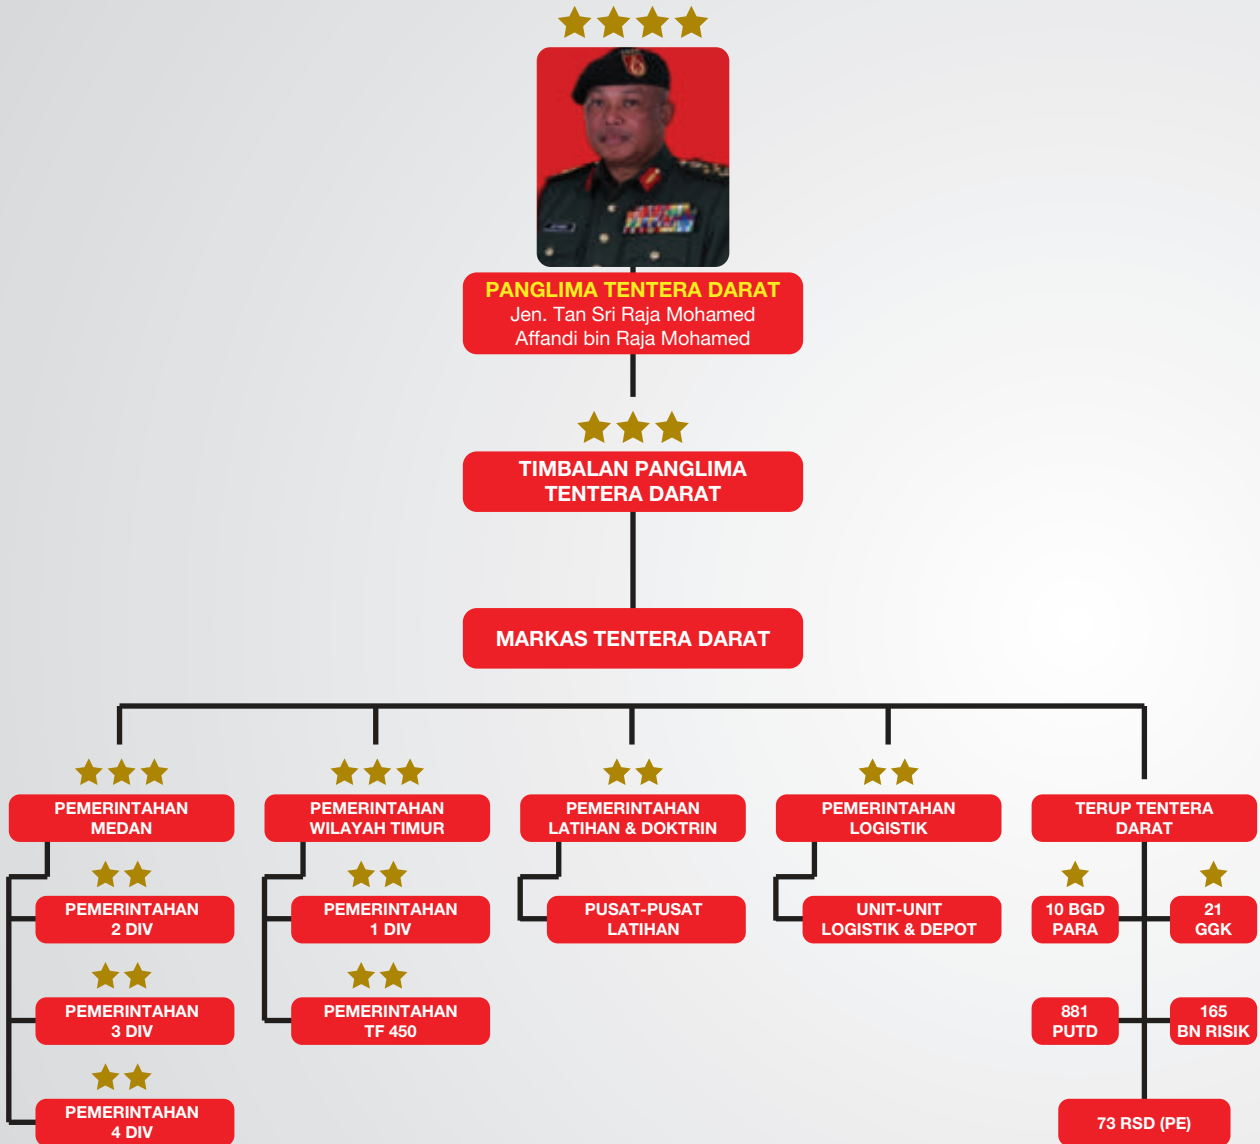 PANGLIMA TENTERA DARAT
Jen. Tan Sri Raja Mohamed
Affandi bin Raja Mohamed
TIMBALAN PANGLIMA
TENTERA DARAT
MARKAS TENTERA DARAT
PEMERINTAHAN
MEDAN
PEMERINTAHAN
2 DIV
PEMERINTAHAN
3 DIV
PEMERINTAHAN
4 DIV
PEMERINTAHAN
WILAYAH TIMUR
PEMERINTAHAN
1 DIV
PEMERINTAHAN
TF 450
PEMERINTAHAN
LATIHAN & DOKTRIN
PUSAT-PUSAT
LATIHAN
PEMERINTAHAN
LOGISTIK
UNIT-UNIT
LOGISTIK & DEPOT
TERUP TENTERA
DARAT
10 BGD
PARA
21
GGK
881
PUTD
165
BN RISIK
73 RSD (PE)